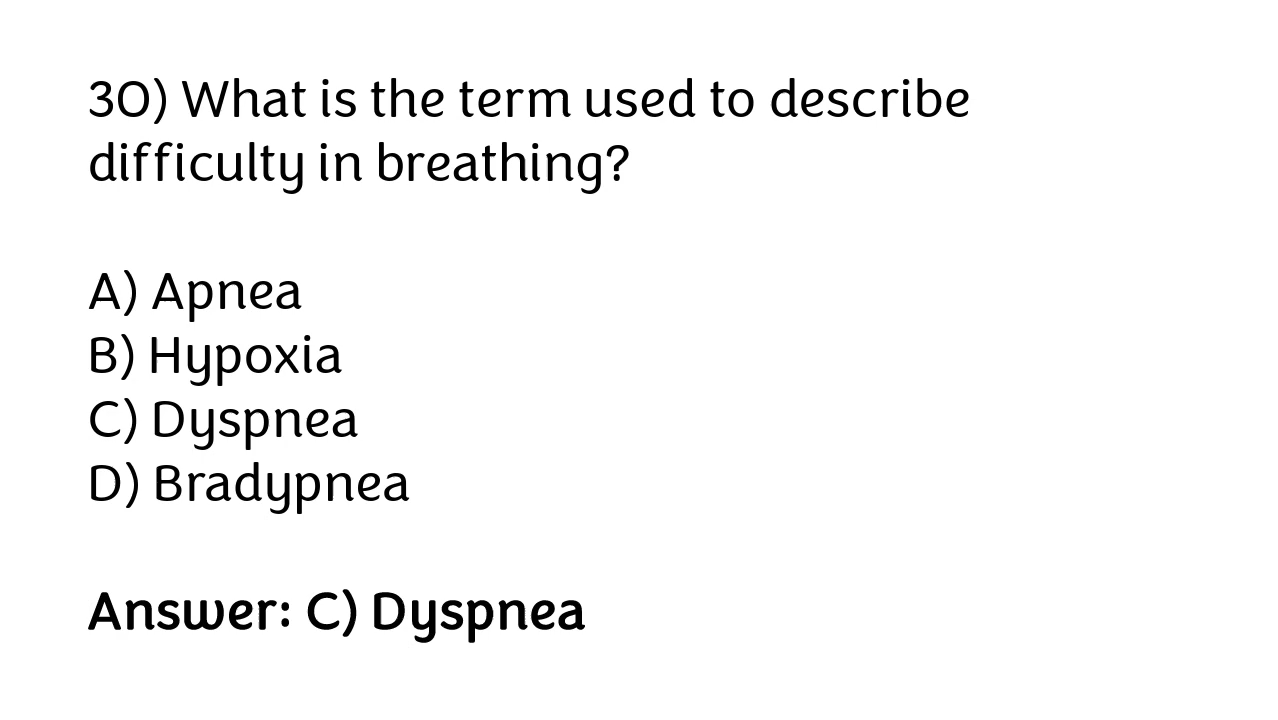 30) What is the term used to describe
difficulty in breathing?
A) Apnea
B) Hypoxia
C) Dyspnea
D) Bradypnea
Answer: C) Dyspnea